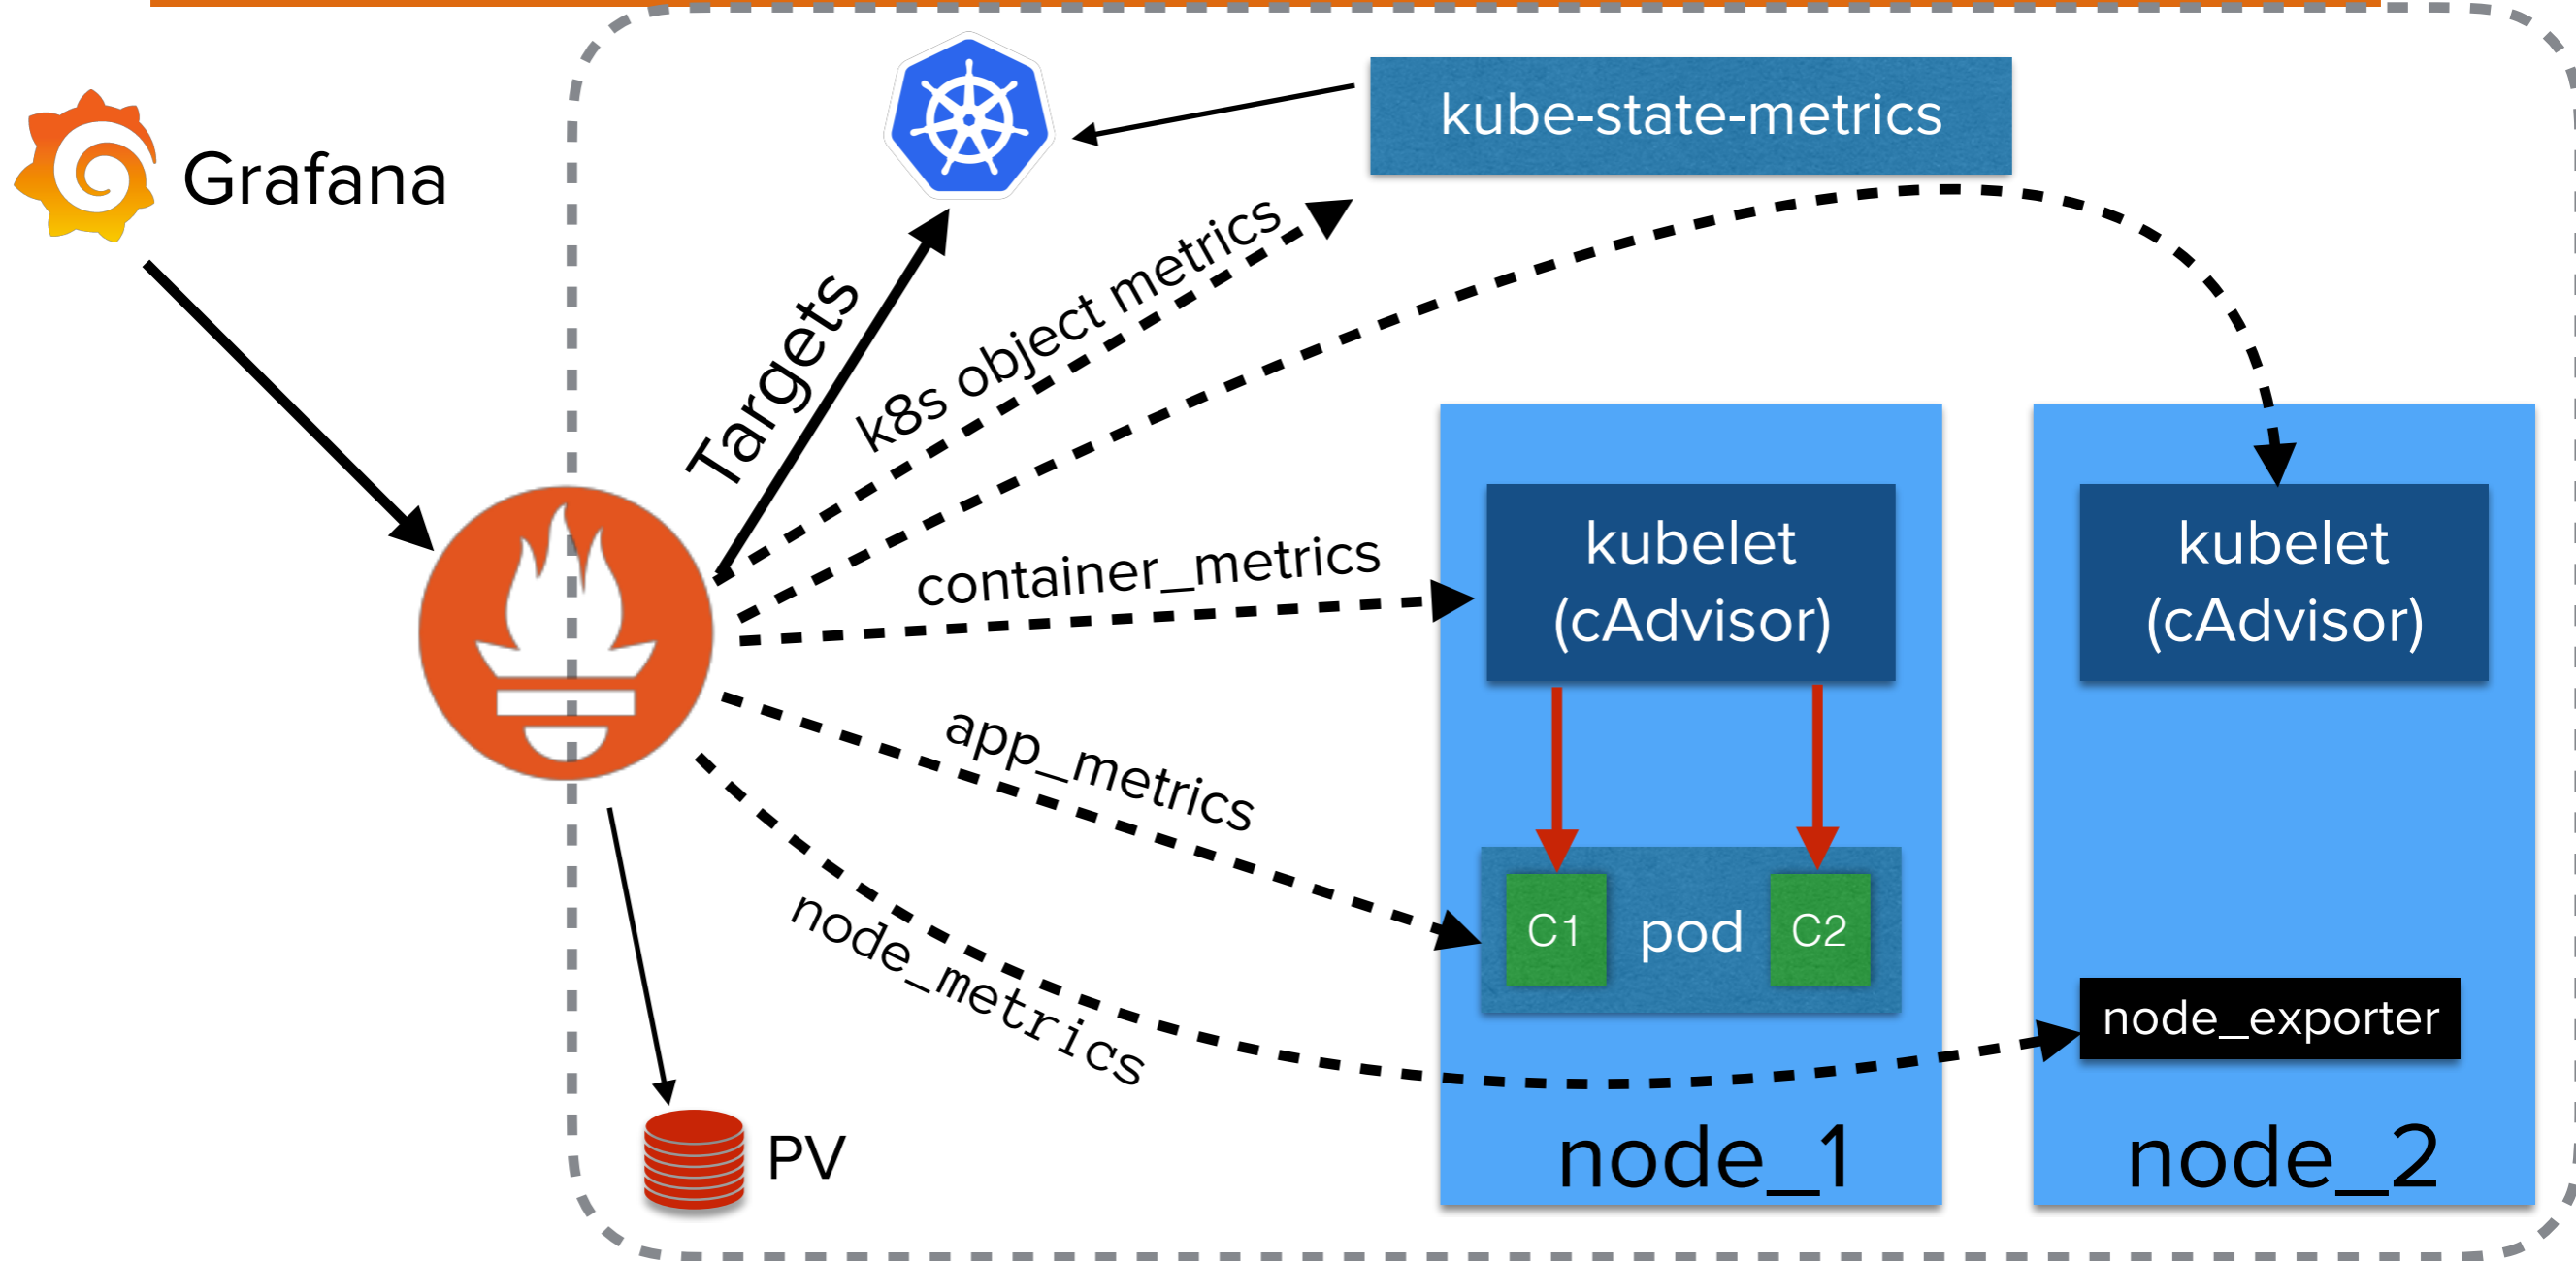 Grafana
kube-state-metrics
Targets
k8s object metrics
container_metrics
app_metrics
node_metrics
kubelet
(cAdvisor)
kubelet
(cAdvisor)
C1
pod
C2
node_exporter
PV
node_1
node_2